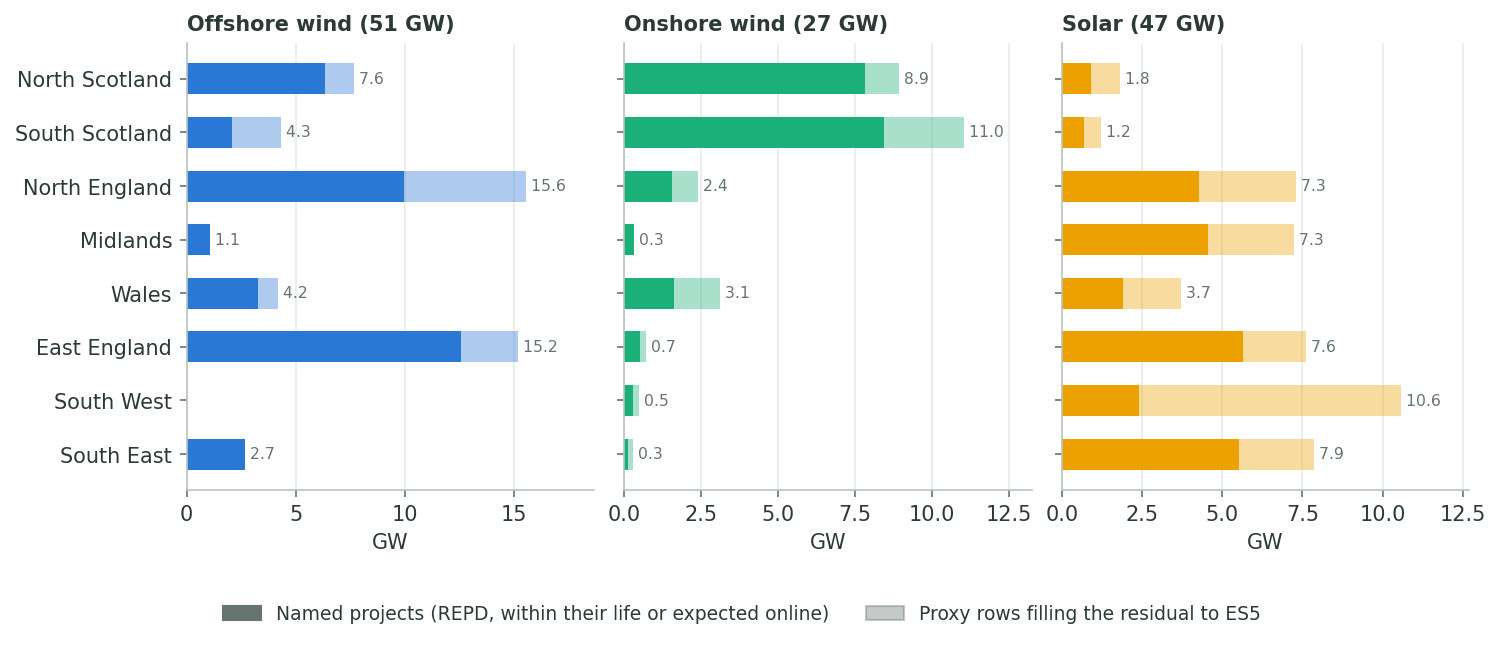 Offshore wind (51 GW)
Onshore wind (27 GW)
Solar (47 GW)
North Scotland
7.6
8.9
1.8
South Scotland
4.3
11.0
1.2
North England
15.6
2.4
7.3
Midlands
1.1
0.3
7.3
Wales
4.2
3.1
3.7
East England
15.2
0.7
7.6
South West
0.5
10.6
South East
2.7
0.3
7.9
0 5 10 15
0.0 2.5 5.0 7.5 10.0 12.5
0.0 2.5 5.0 7.5 10.0 12.5
GW
GW
GW
Named projects (REPD, within their life or expected online)
Proxy rows filling the residual to ES5